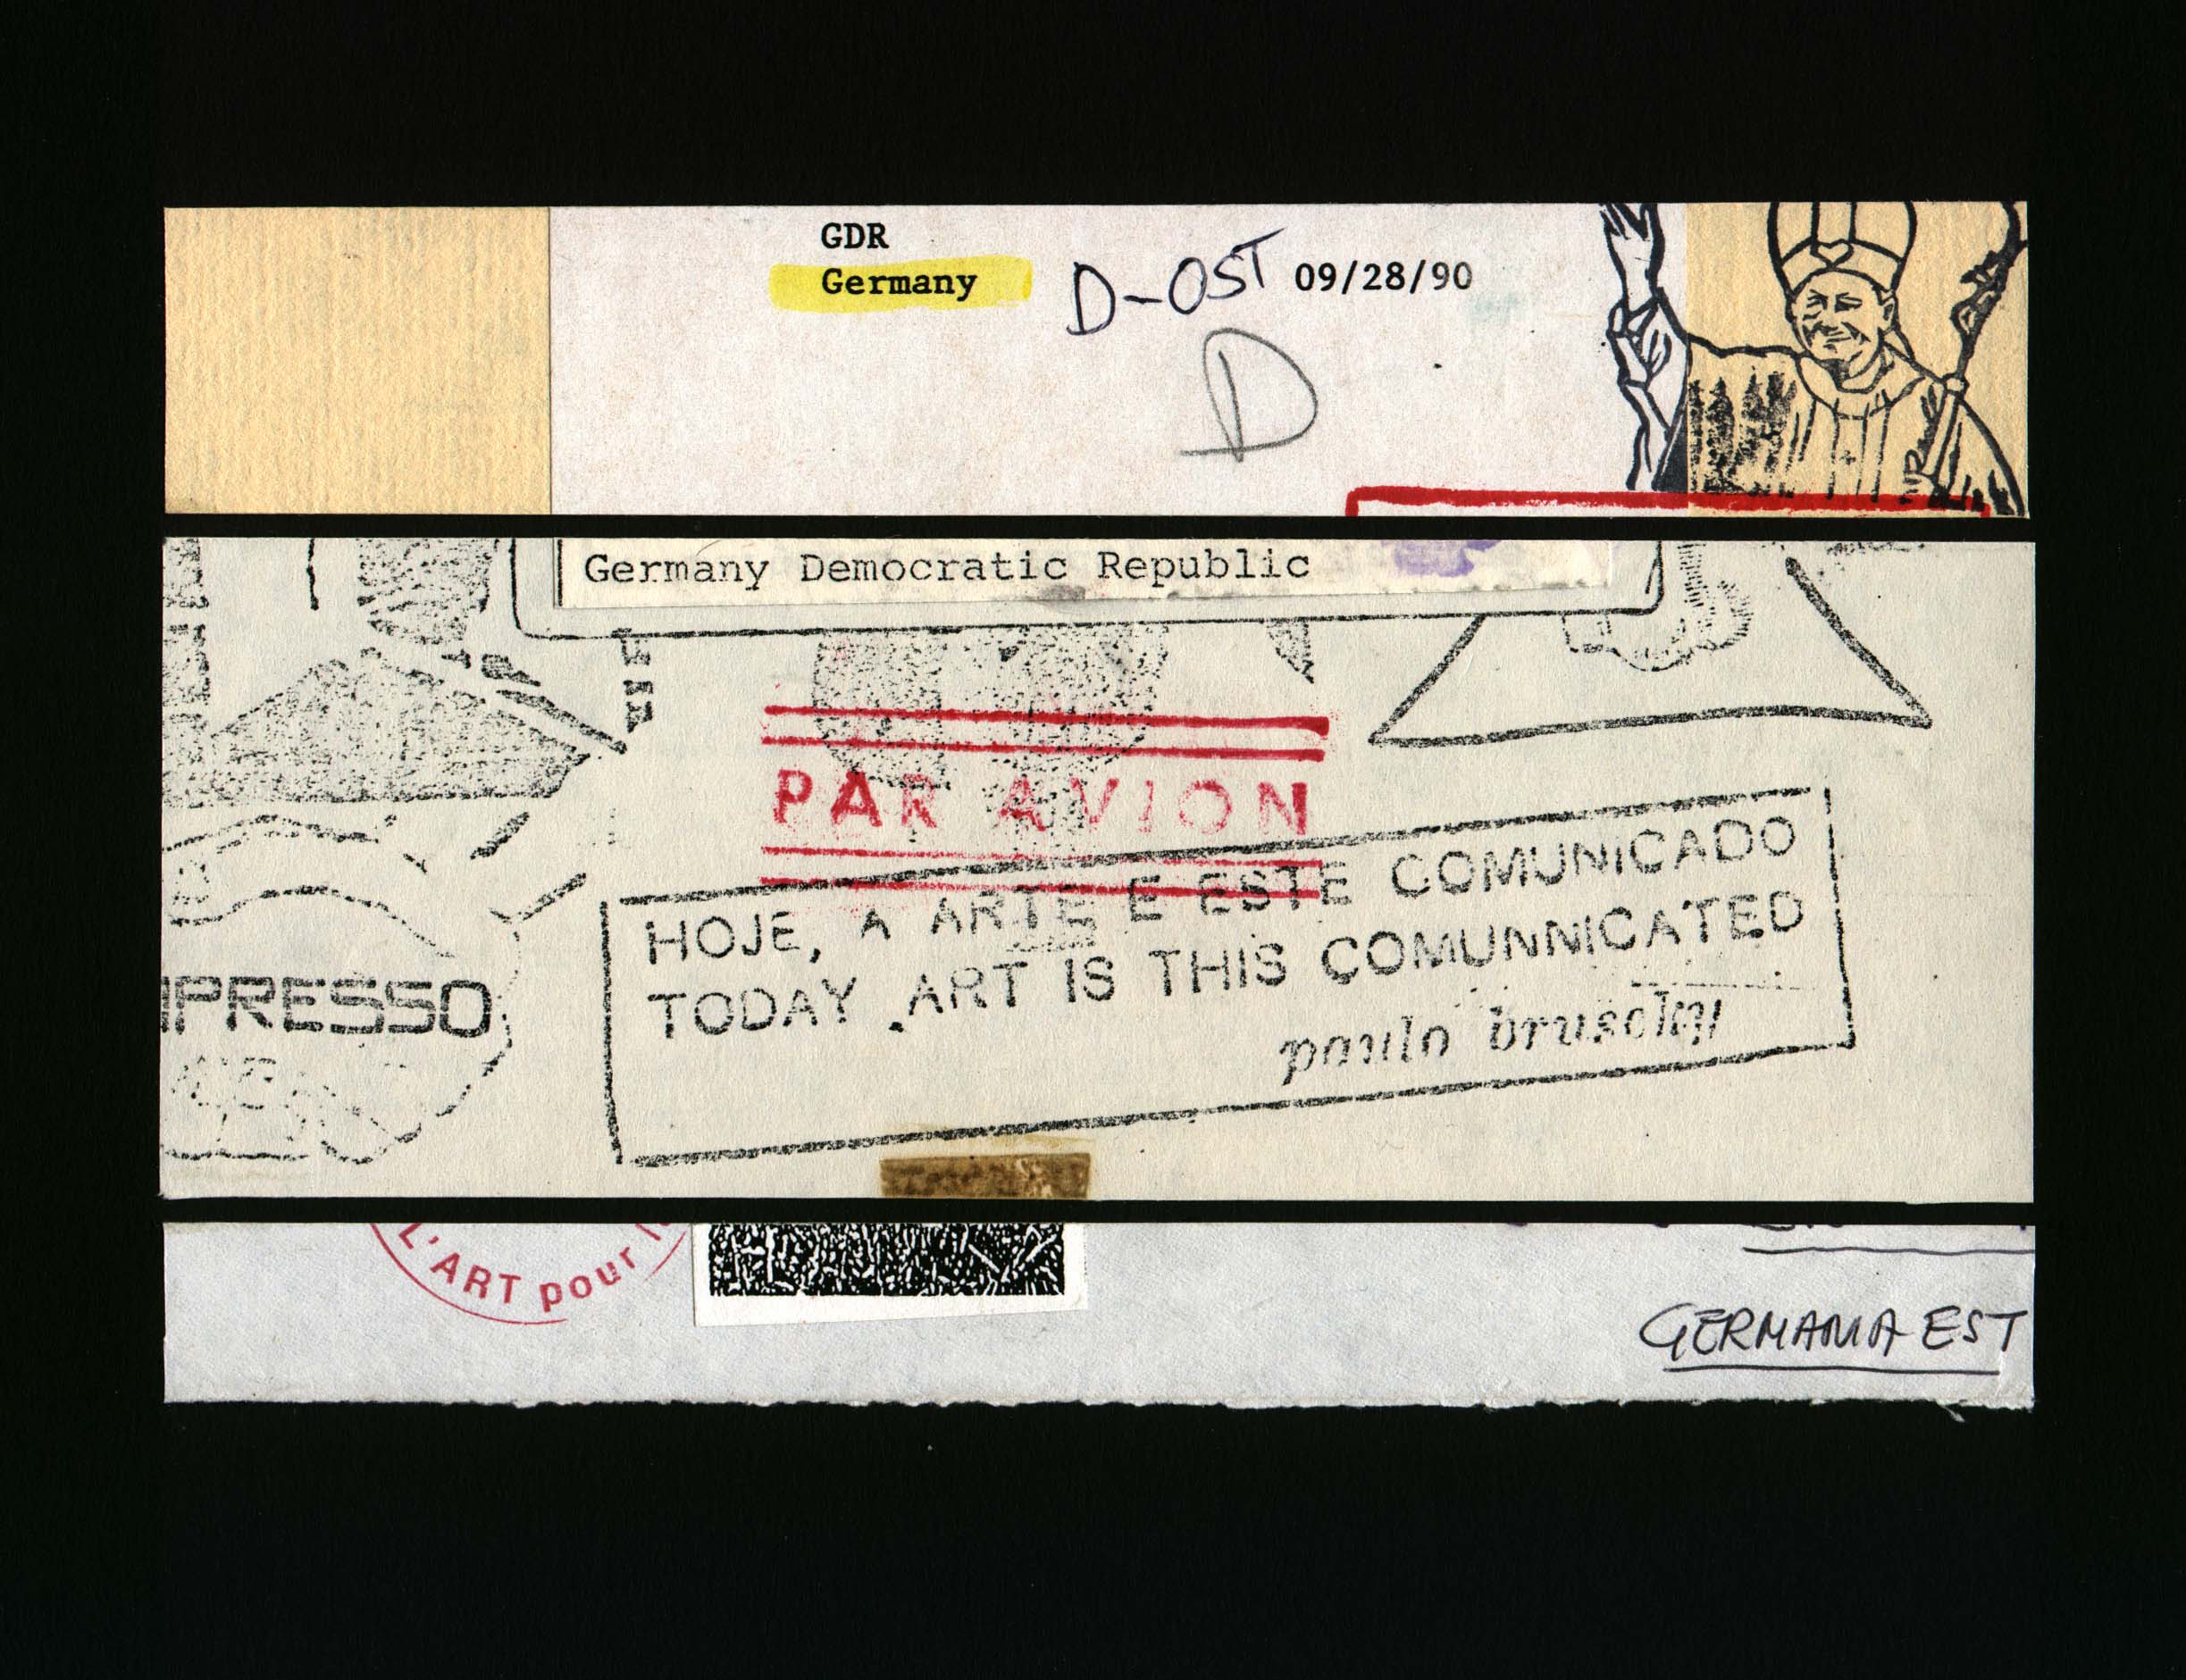 GDR
Germany
D-OST 09/28/90
D
Germany Democratic Republic
PAR AVION
HOJE, A ARTE E ESTE COMUNICADO
TODAY ART IS THIS COMUNNICATED
paulo bruscky
IPRESSO
L'ART pour l'
GERMANIA EST